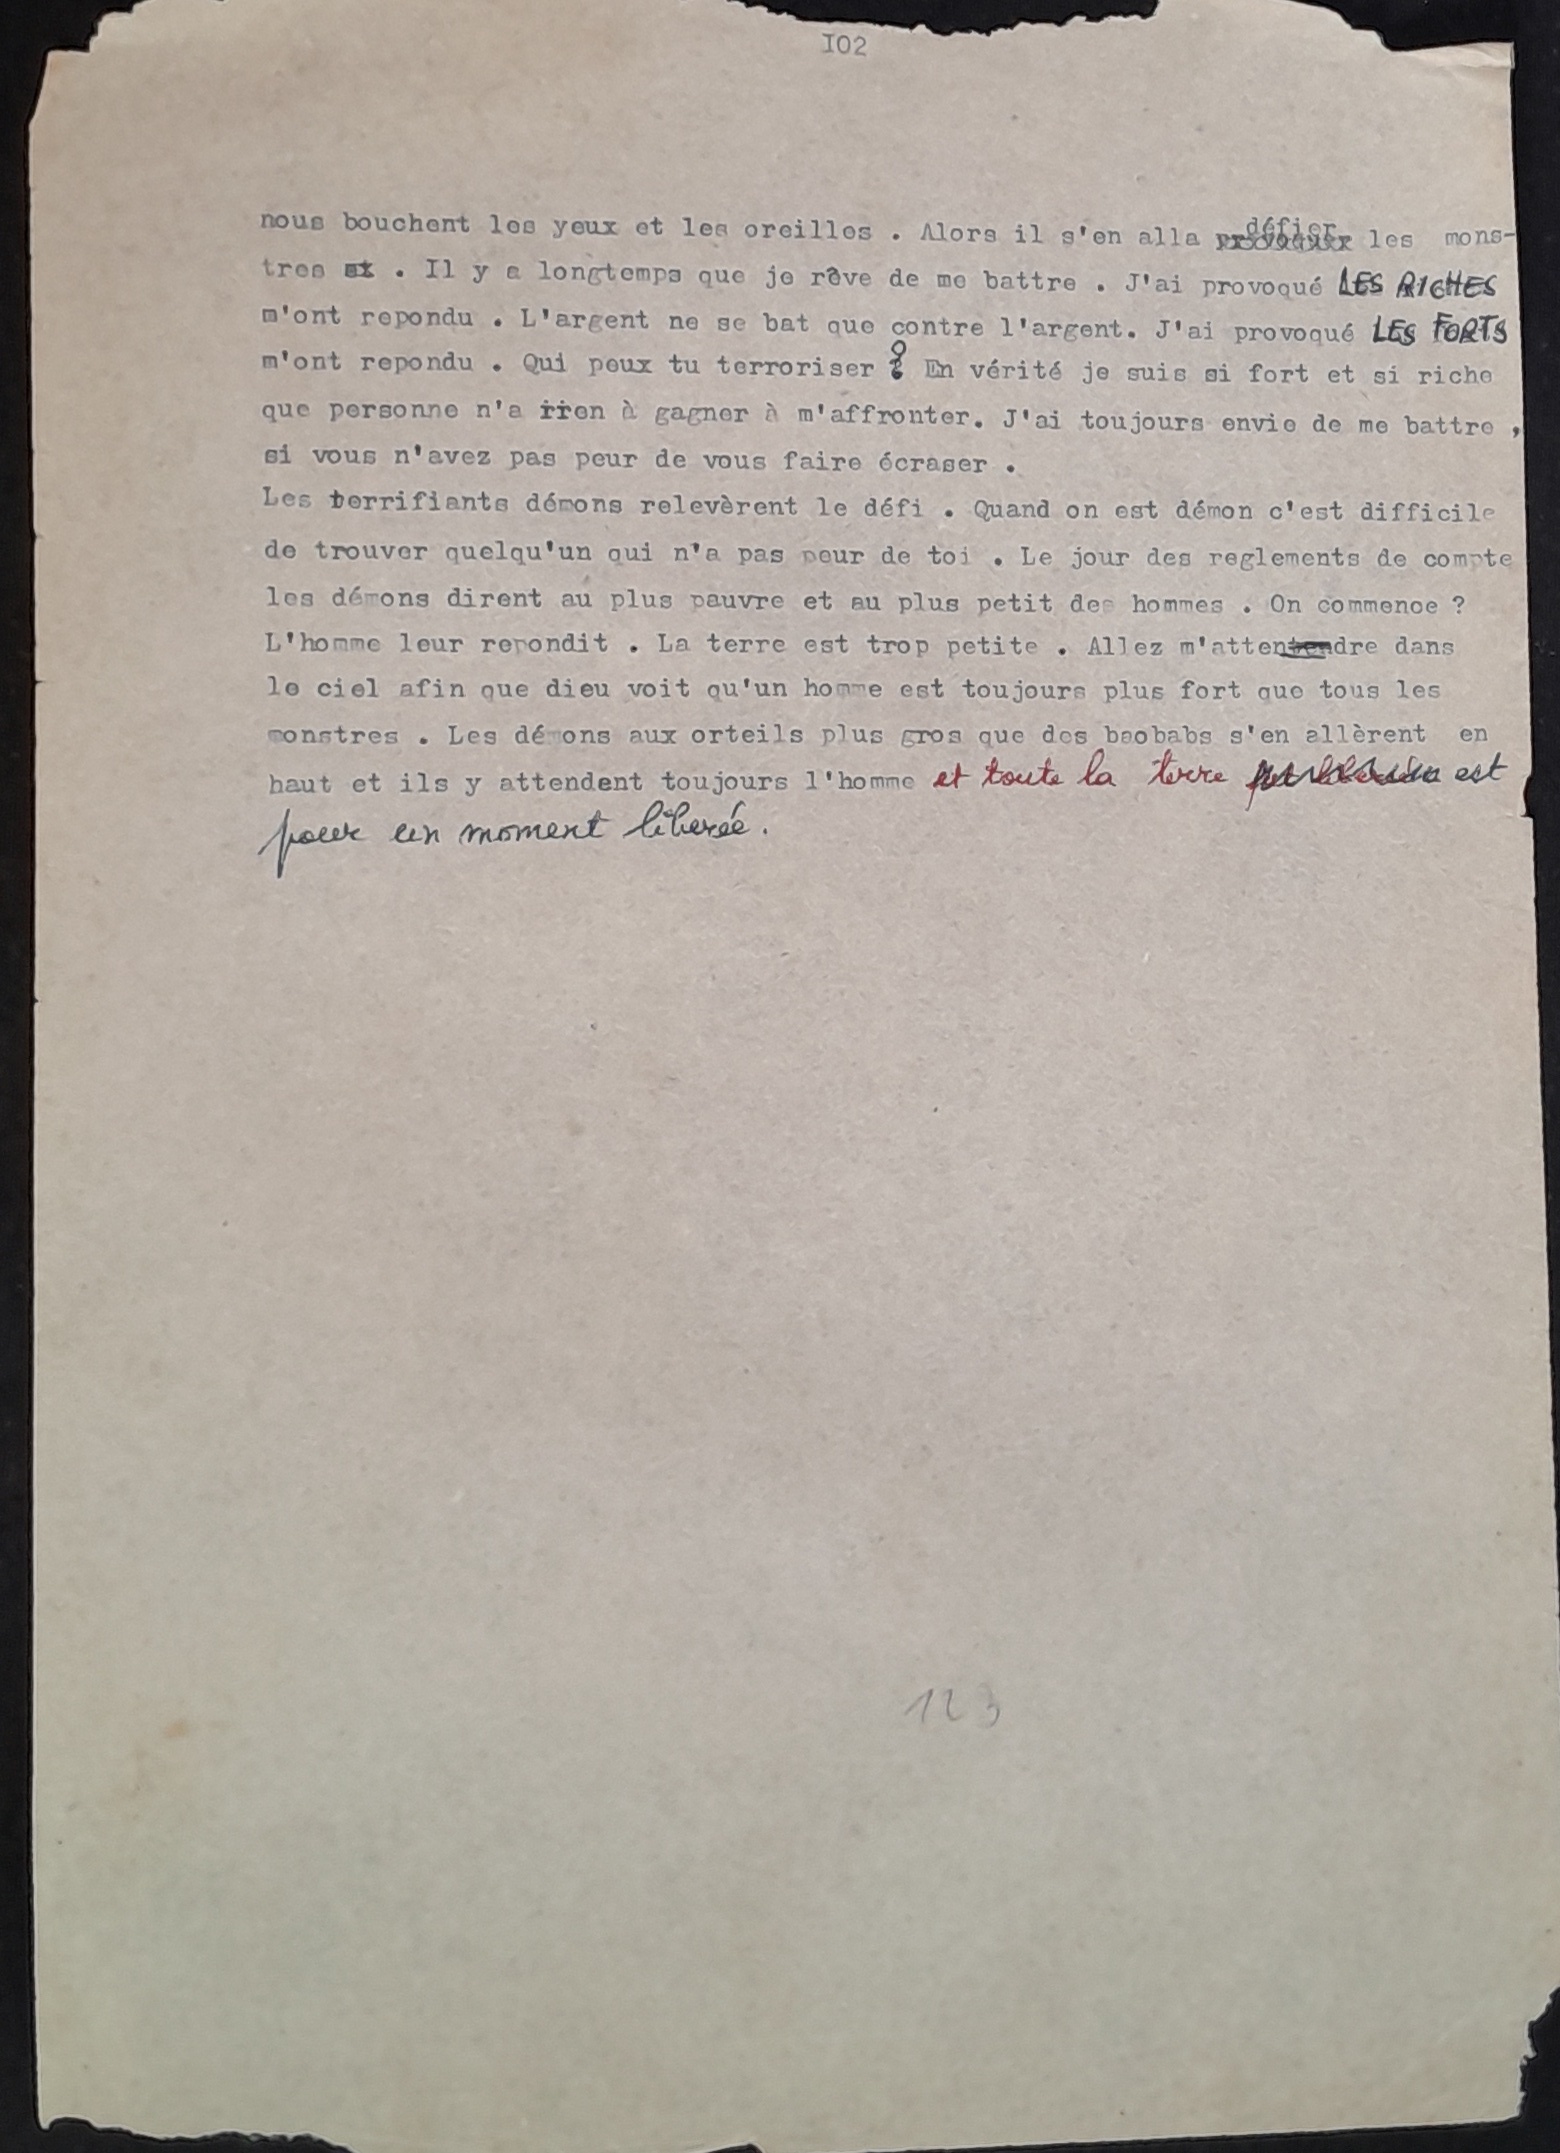 I02
nous bouchent les yeux et les oreilles . Alors il s'en alla défier les mons-
tres . Il y a longtemps que je rêve de me battre . J'ai provoqué LES RICHES
m'ont repondu . L'argent ne se bat que contre l'argent. J'ai provoqué LES FORTS
m'ont repondu . Qui peux tu terroriser ? En vérité je suis si fort et si riche
que personne n'a rien à gagner à m'affronter. J'ai toujours envie de me battre ,
si vous n'avez pas peur de vous faire écraser .
Les terrifiants démons relevèrent le défi . Quand on est démon c'est difficile
de trouver quelqu'un qui n'a pas peur de toi . Le jour des reglements de compte
les démons dirent au plus pauvre et au plus petit des hommes . On commence ?
L'homme leur repondit . La terre est trop petite . Allez m'attendre dans
le ciel afin que dieu voit qu'un homme est toujours plus fort que tous les
monstres . Les démons aux orteils plus gros que des baobabs s'en allèrent en
haut et ils y attendent toujours l'homme et toute la terre est
pour un moment liberée .
123